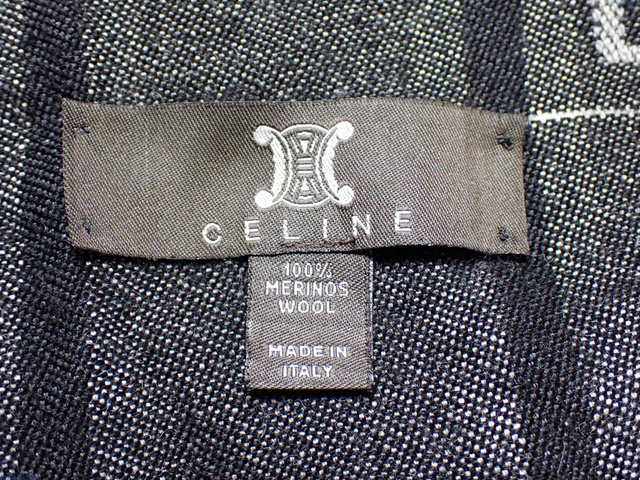 CELINE
100%
MERINOS
WOOL
MADE IN
ITALY